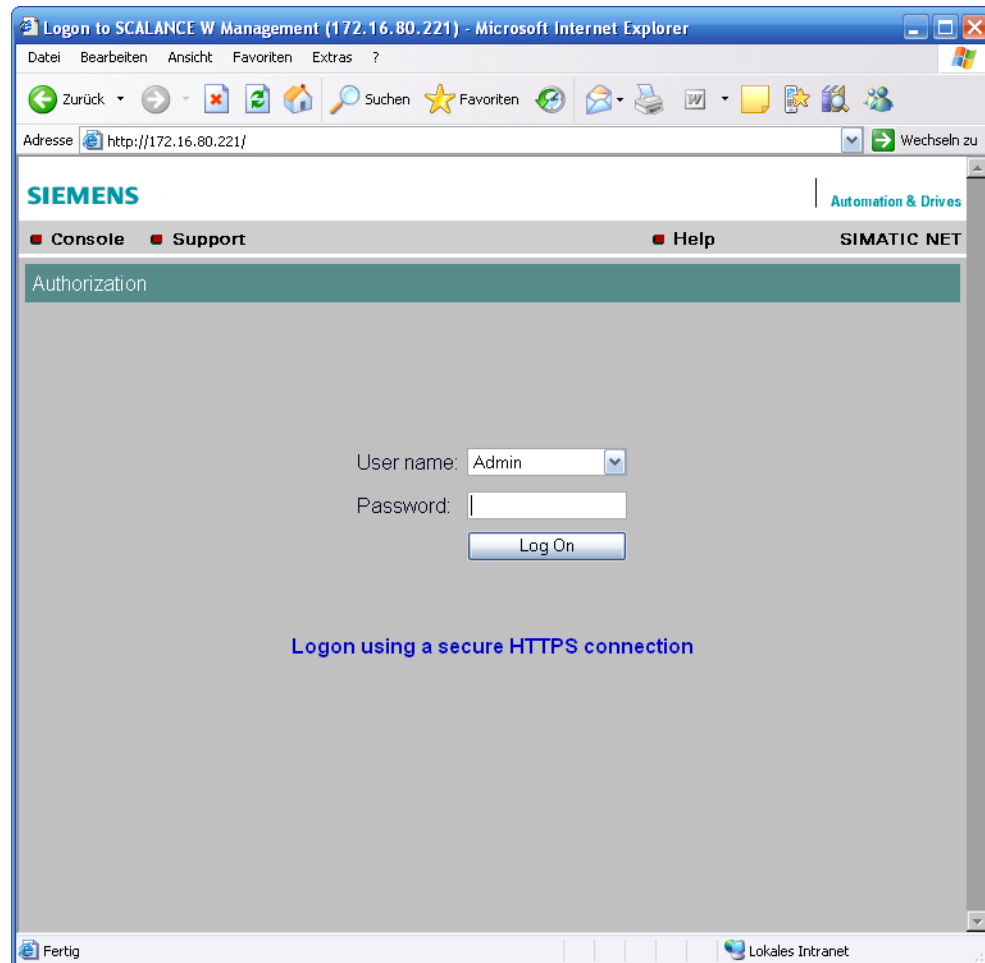 Logon to SCALANCE W Management (172.16.80.221) - Microsoft Internet Explorer
Datei Bearbeiten Ansicht Favoriten Extras ?
Zurück Suchen Favoriten W
Adresse http://172.16.80.221/ Wechseln zu
SIEMENS
Automation & Drives
Console Support Help SIMATIC NET
Authorization
User name: Admin
Password:
Log On
Logon using a secure HTTPS connection
Fertig Lokales Intranet